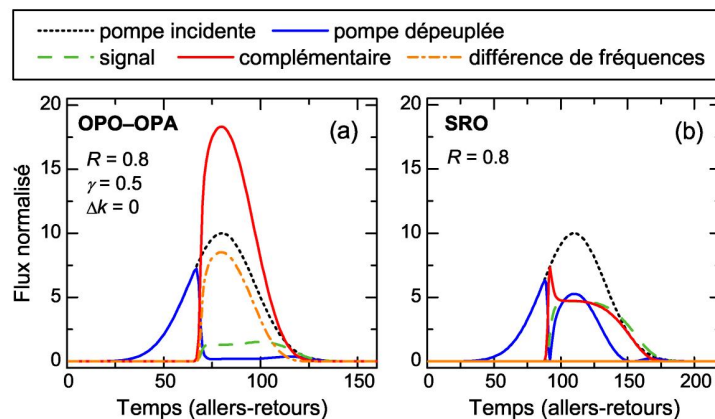 pompe incidente pompe dépeuplée
signal complémentaire différence de fréquences
OPO–OPA (a)
R = 0.8
γ = 0.5
Δk = 0
Flux normalisé
20
15
10
5
0
0 50 100 150
Temps (allers-retours)
SRO (b)
R = 0.8
20
15
10
5
0
0 50 100 150 200
Temps (allers-retours)